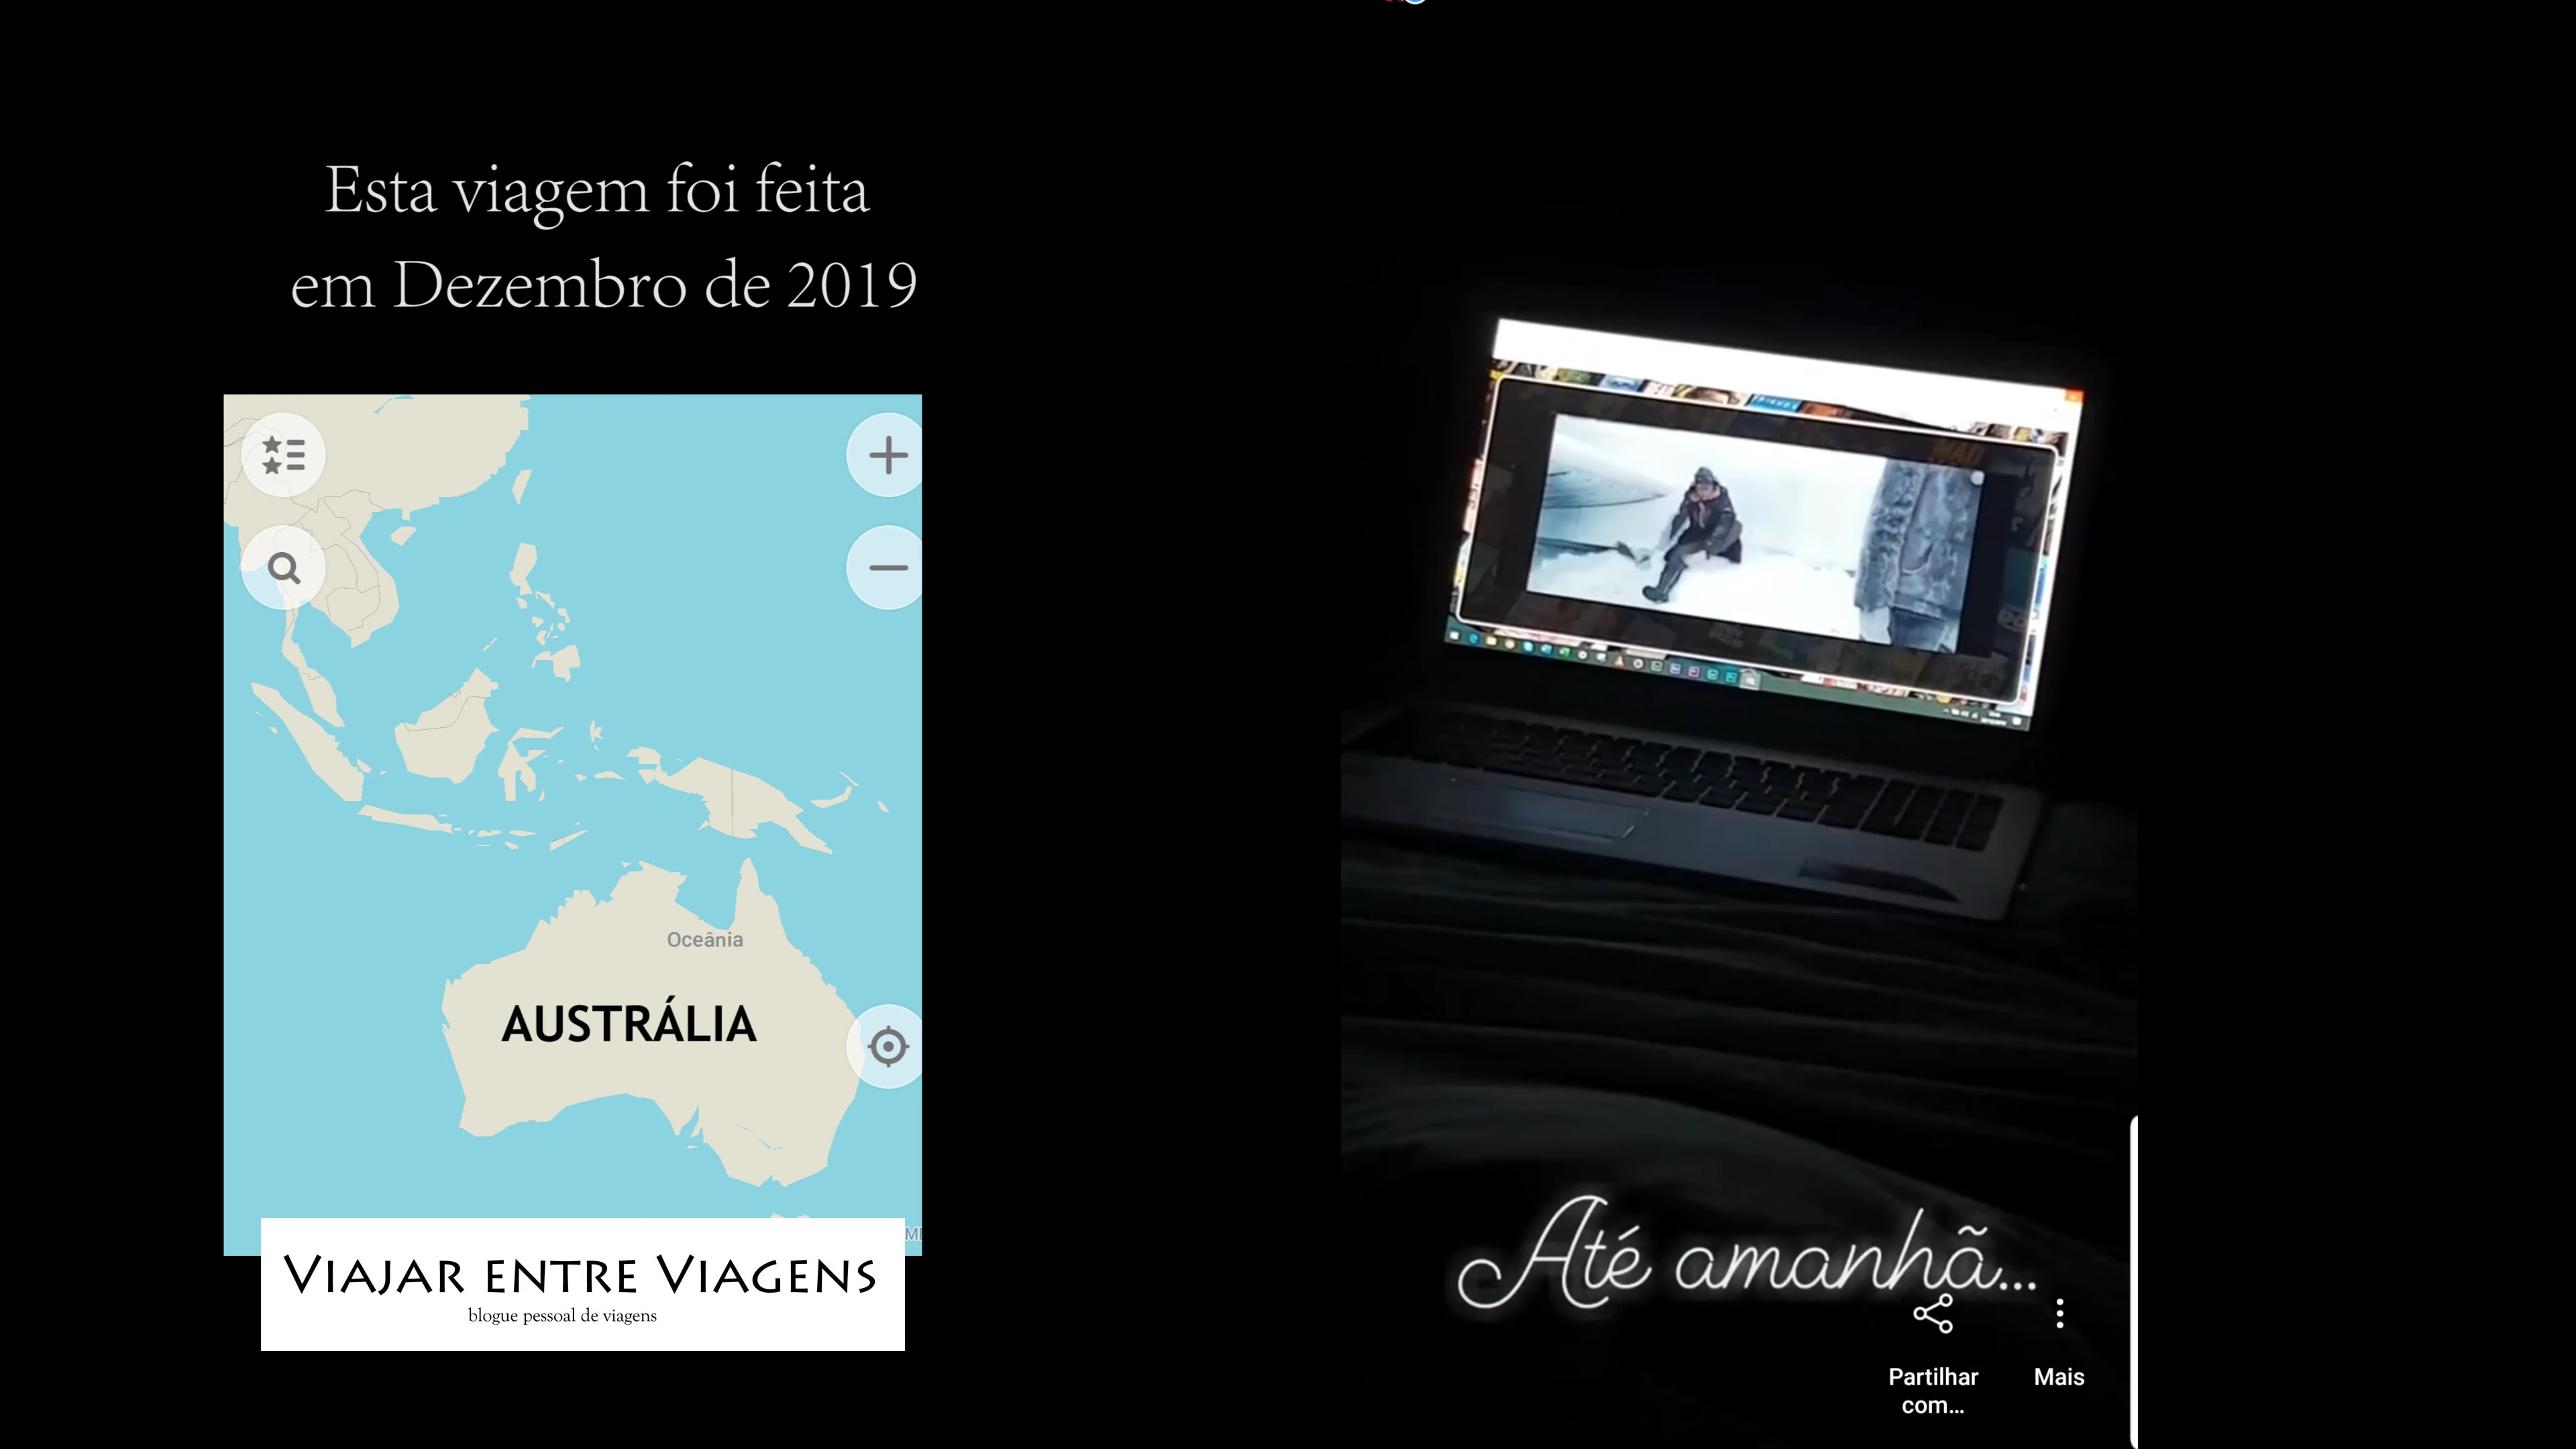 Esta viagem foi feita
em Dezembro de 2019
Oceânia
AUSTRÁLIA
VIAJAR ENTRE VIAGENS
blogue pessoal de viagens
Até amanhã...
Partilhar
com...
Mais